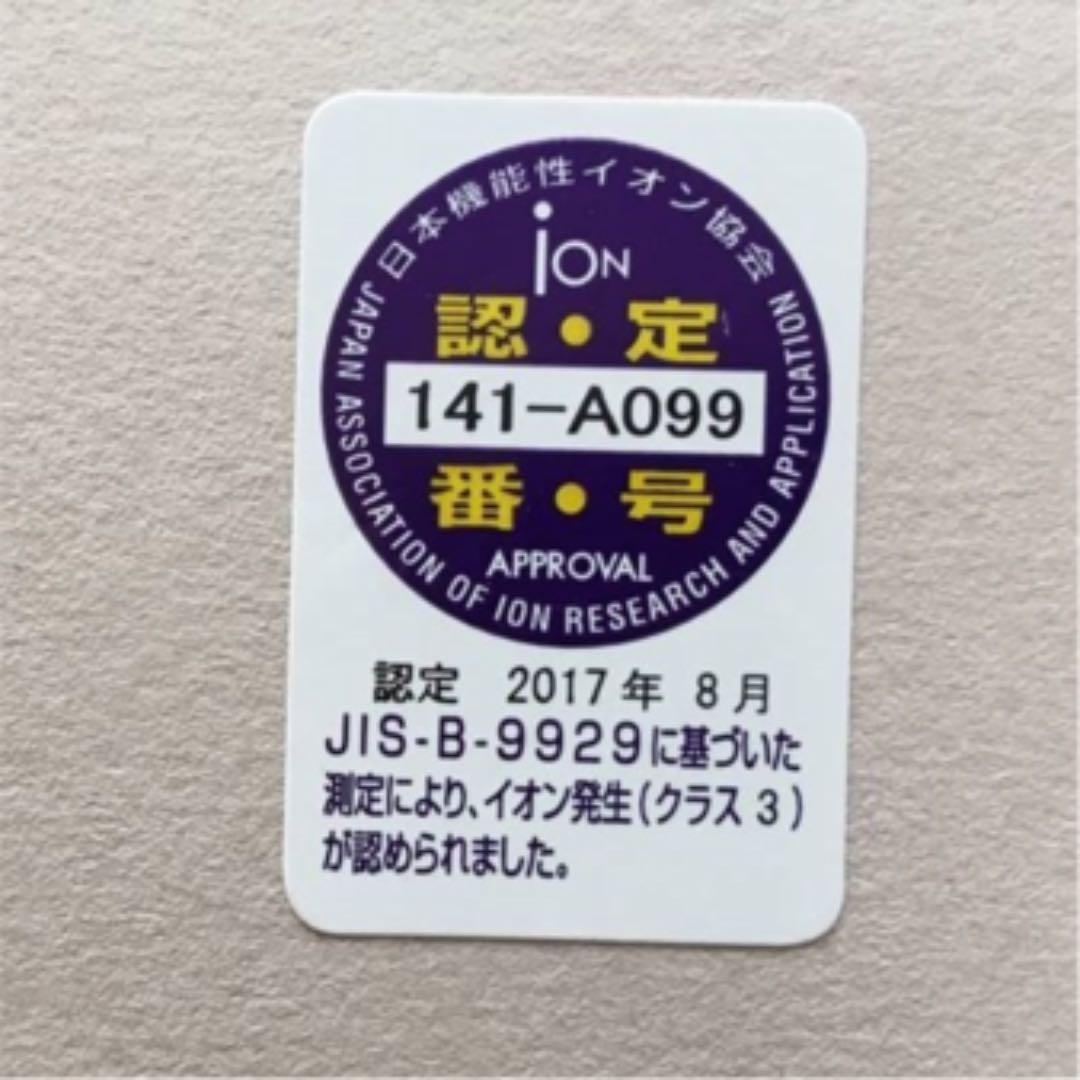 日本機能性イオン協会
ion
認・定
141-A099
番・号
APPROVAL
JAPAN ASSOCIATION OF ION RESEARCH AND APPLICATION
認定 2017年 8月
JIS-B-9929に基づいた
測定により、イオン発生(クラス3)
が認められました。